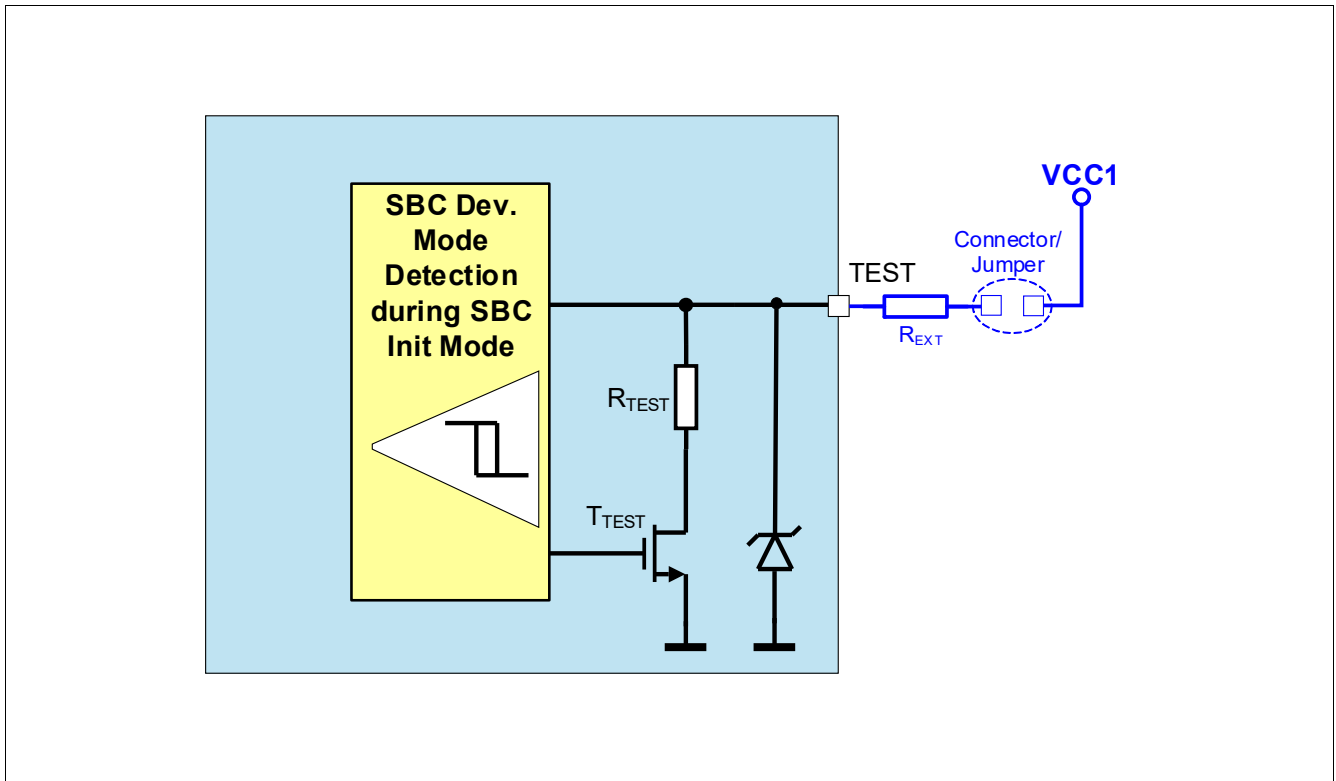 SBC Dev.
Mode
Detection
during SBC
Init Mode
VCC1
Connector/
Jumper
TEST
REXT
RTEST
TTEST